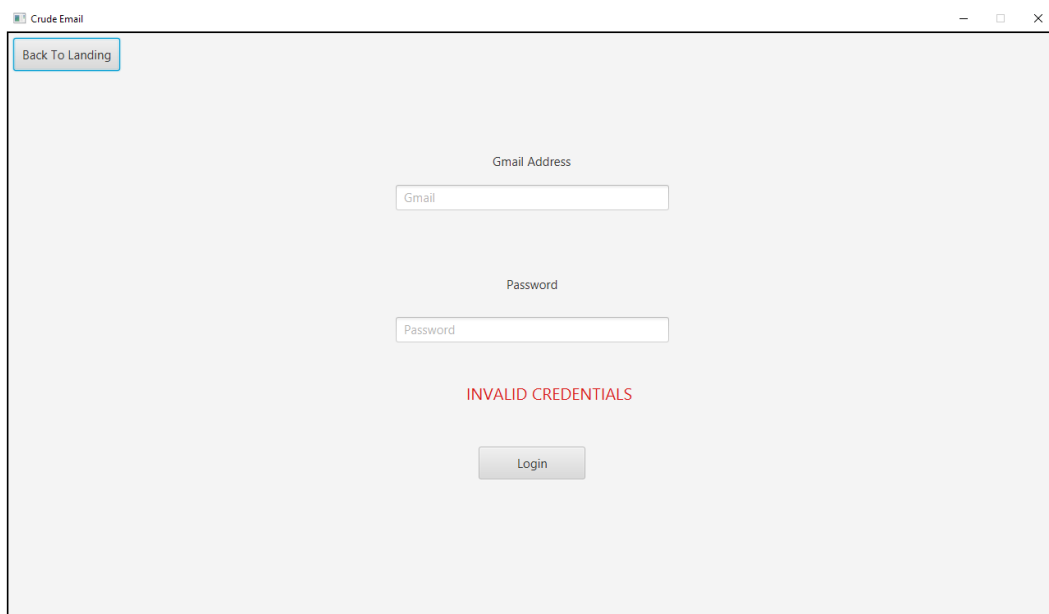 Crude Email
Back To Landing
Gmail Address
Gmail
Password
Password
INVALID CREDENTIALS
Login